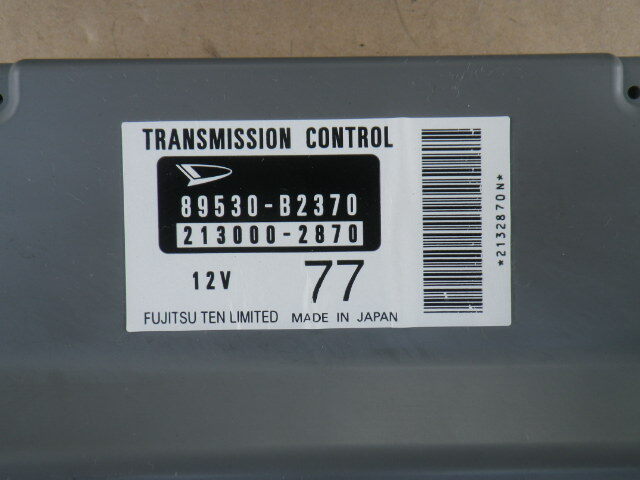 TRANSMISSION CONTROL
89530-B2370
213000-2870
12V 77
FUJITSU TEN LIMITED MADE IN JAPAN
*2132870N*